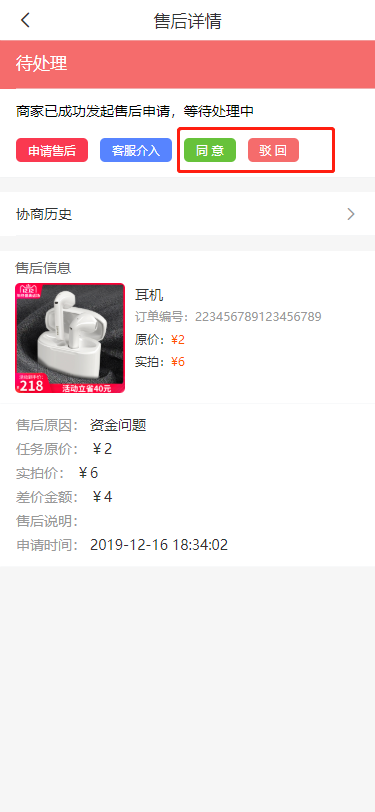 售后详情
待处理
商家已成功发起售后申请，等待处理中
申请售后 客服介入 同 意 驳 回
协商历史
售后信息
耳机
订单编号：223456789123456789
原价：¥2
实拍：¥6
¥218 活动立省40元
售后原因： 资金问题
任务原价： ¥2
实拍价： ¥6
差价金额： ¥4
售后说明：
申请时间： 2019-12-16 18:34:02